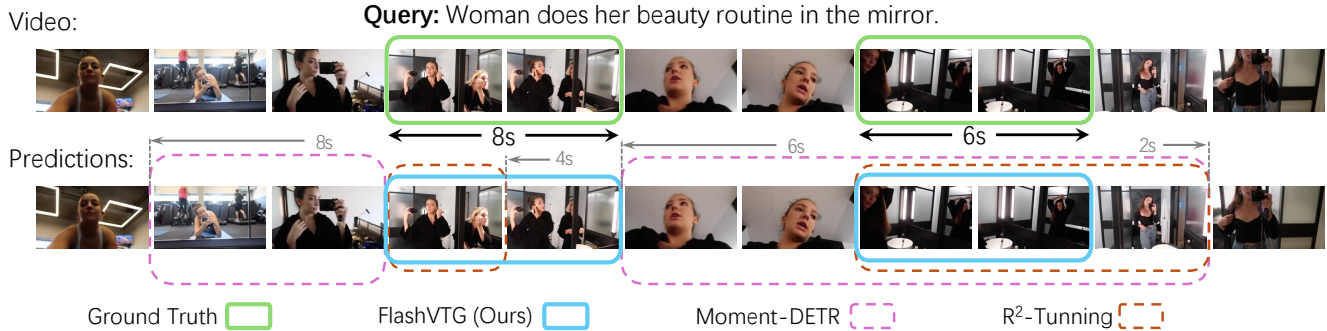 Video:
Query: Woman does her beauty routine in the mirror.
8s
8s
4s
6s
6s
2s
Predictions:
Ground Truth
FlashVTG (Ours)
Moment-DETR
R²-Tunning